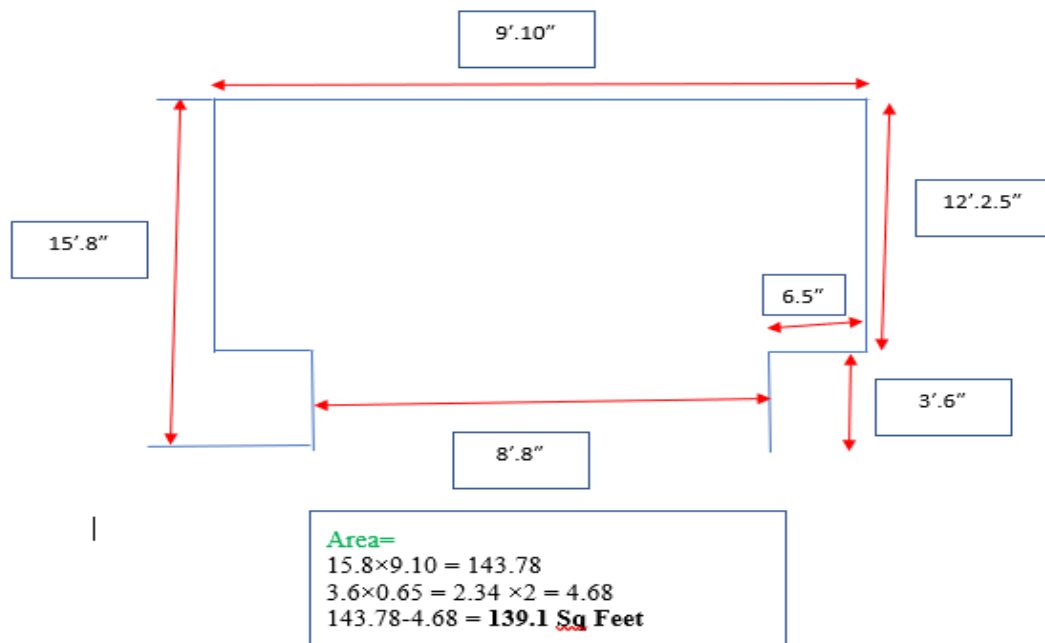 9′.10″
15′.8″
12′.2.5″
6.5″
3′.6″
8′.8″
Area=
15.8×9.10 = 143.78
3.6×0.65 = 2.34 ×2 = 4.68
143.78-4.68 = 139.1 Sq Feet